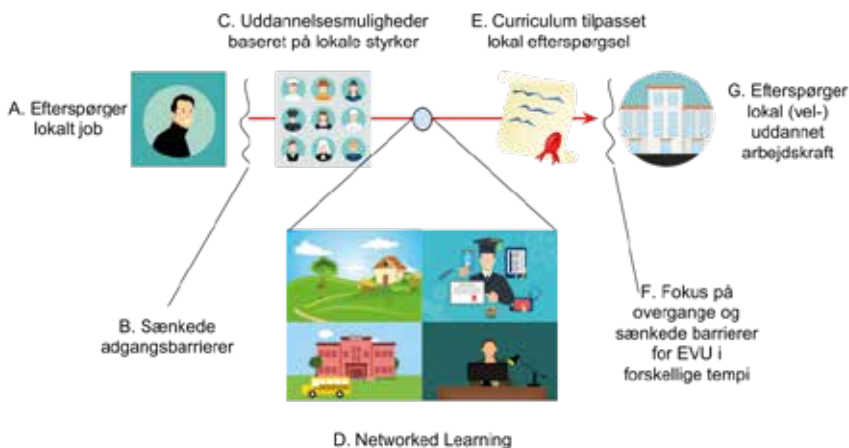 C. Uddannelsesmuligheder
baseret på lokale styrker
E. Curriculum tilpasset
lokal efterspørgsel
A. Efterspørger
lokalt job
G. Efterspørger
lokal (vel-)
uddannet
arbejdskraft
B. Sænkede
adgangsbarrierer
F. Fokus på
overgange og
sænkede barrierer
for EVU i
forskellige tempi
D. Networked Learning